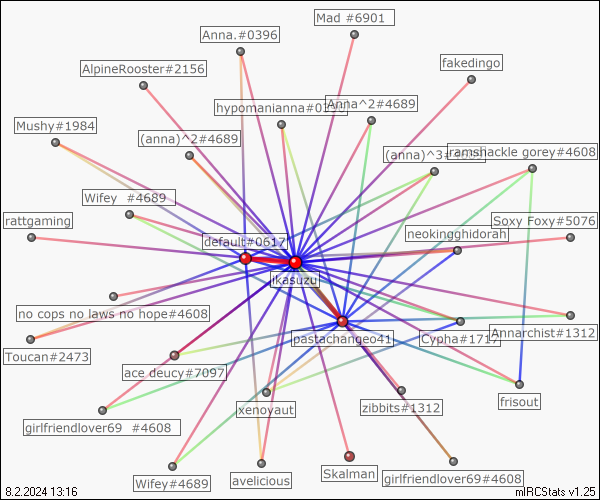 Mad #6901
Anna.#0396
fakedingo
AlpineRooster#2156
hypomanianna#0396
Anna^2#4689
Mushy#1984
(anna)^2#4689
(anna)^3#
ramshackle gorey#4608
Wifey #4689
rattgaming
Soxy Foxy#5076
default#0617
neokingghidorah
ikasuzu
no cops no laws no hope#4608
Annarchist#1312
Toucan#2473
pastachangeo41
Cypha#1717
ace deucy#7097
xenoyaut
zibbits#1312
frisout
girlfriendlover69 #4608
Wifey#4689
avelicious
Skalman
girlfriendlover69#4608
8.2.2024 13:16
mIRCStats v1.25